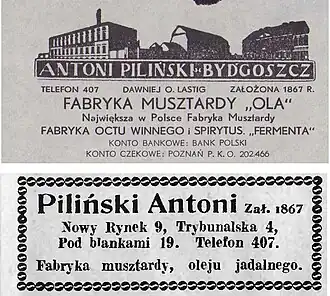 ANTONI PILIŃSKI-BYDGOSZCZ
TELEFON 407 DAWNIEJ O. LASTIG ZAŁOŻONA 1867 R.
FABRYKA MUSZTARDY „OLA"
Największa w Polsce Fabryka Musztardy
FABRYKA OCTU WINNEGO i SPIRYTUS. „FERMENTA"
KONTO BANKOWE: BANK POLSKI
KONTO CZEKOWE: POZNAŃ P. K. O. 202.466
Piliński Antoni Zał. 1867
Nowy Rynek 9, Trybunalska 4,
Pod blankami 19. Telefon 407.
Fabryka musztardy, oleju jadalnego.